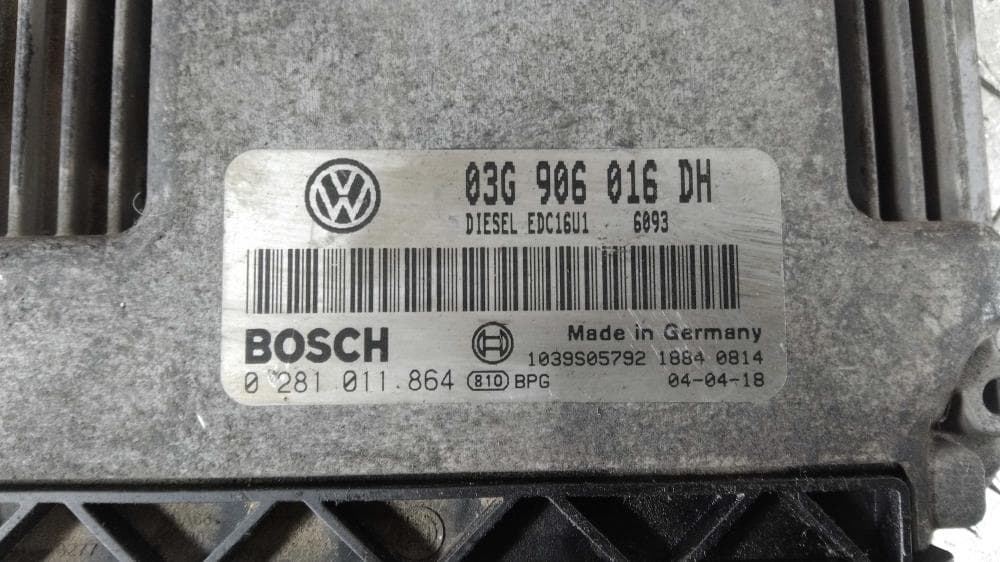 03G 906 016 DH
DIESEL EDC16U1 6093
BOSCH
Made in Germany
1039S05792 1884 0814
0 281 011 864 810 BPG 04-04-18